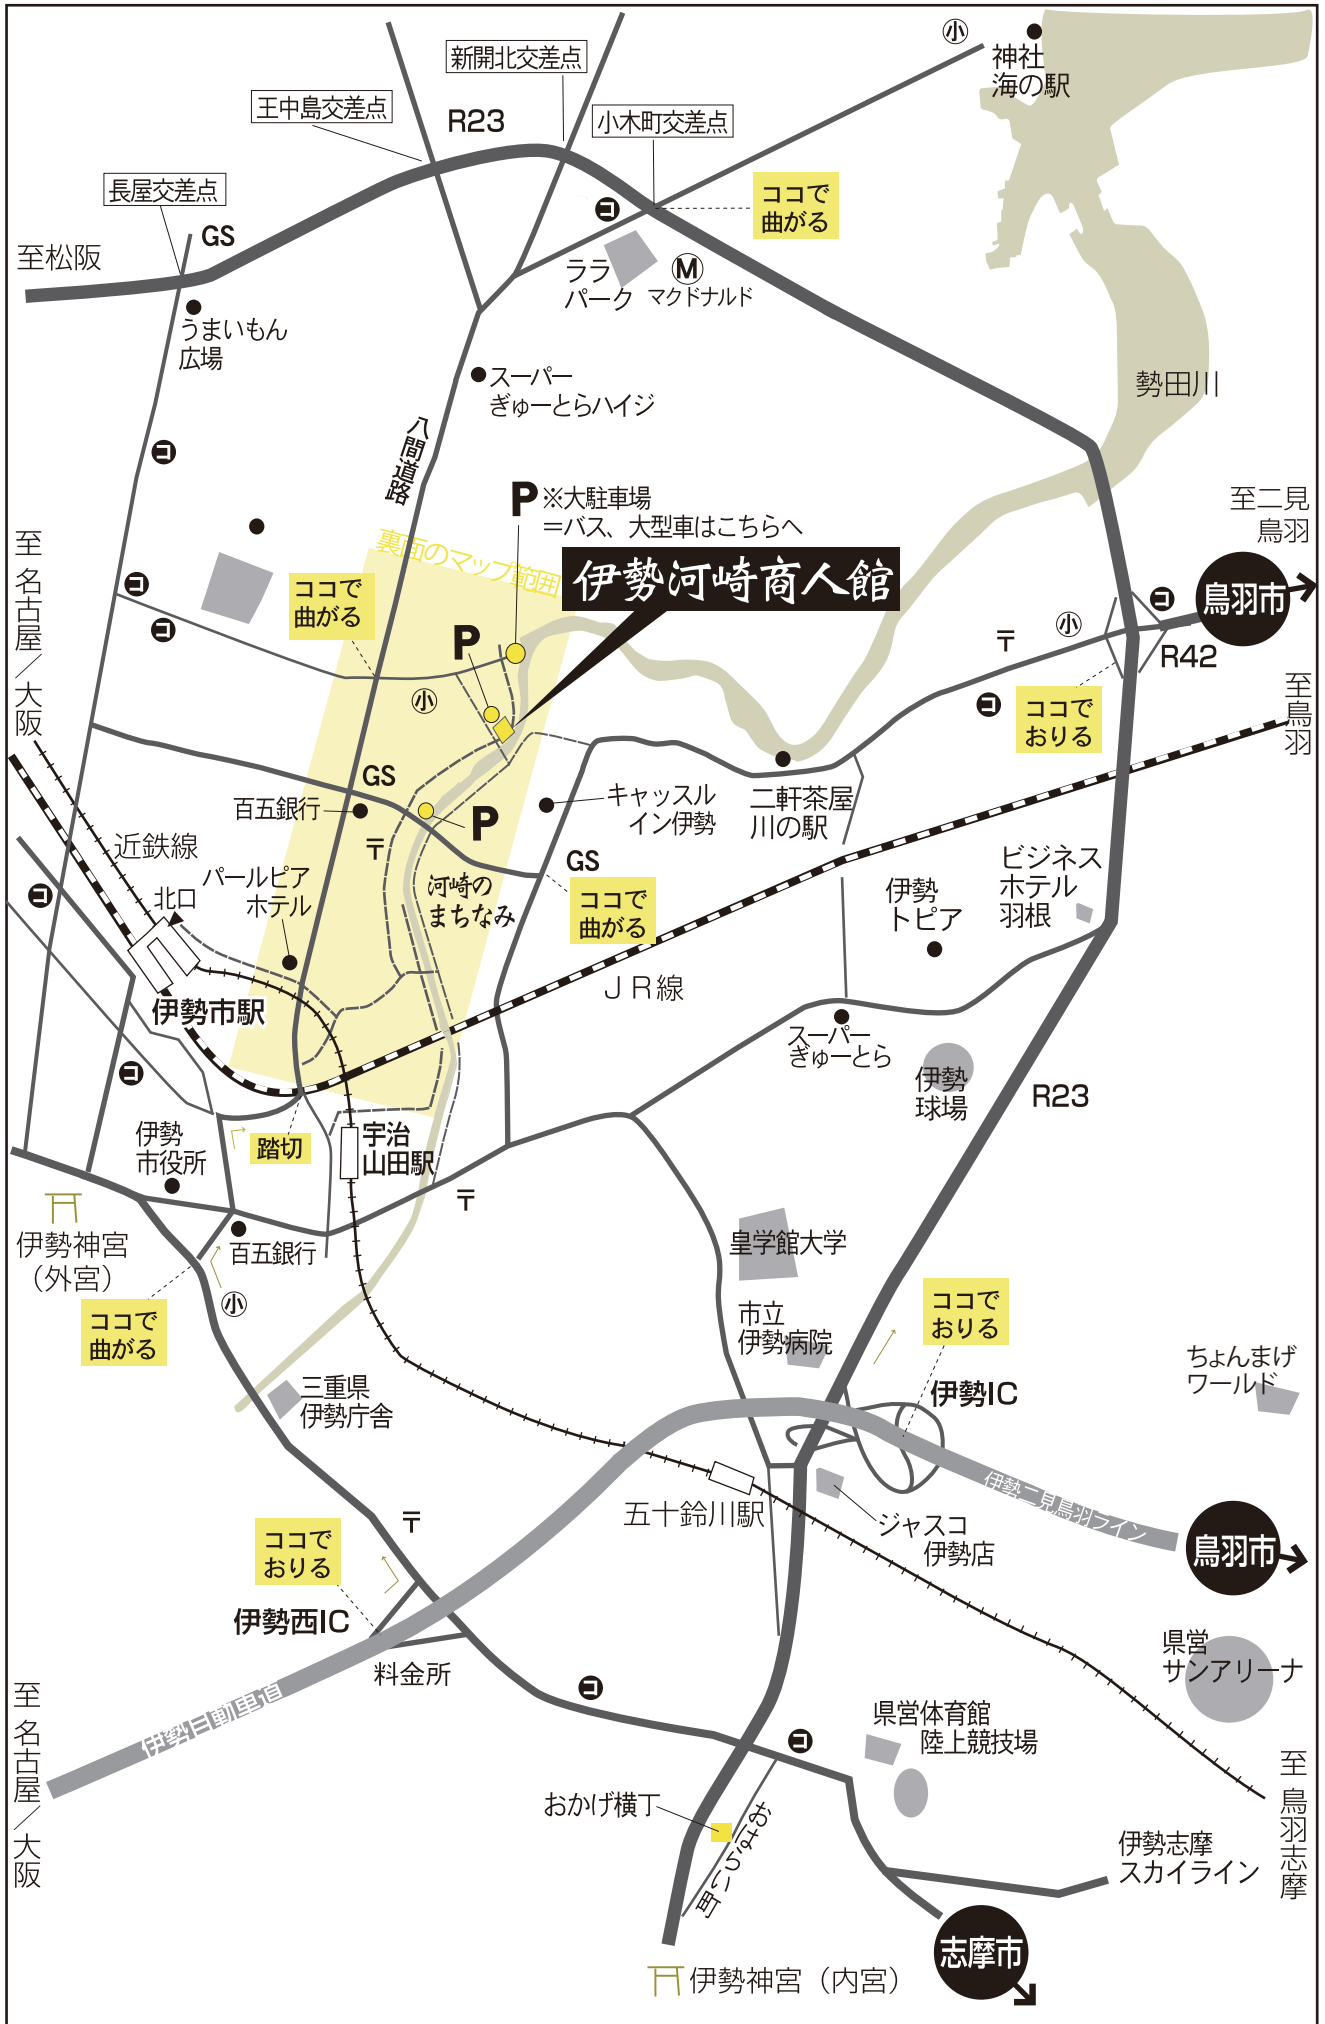 新開北交差点
王中島交差点
R23
小木町交差点
長屋交差点
小
神社
海の駅
ココで
曲がる
GS
至松阪
コ
ララ
パーク
M
マクドナルド
うまいもん
広場
スーパー
ぎゅーとらハイジ
勢田川
八間道路
コ
P
※大駐車場
=バス、大型車はこちらへ
至二見
鳥羽
鳥羽市
裏面のマップ範囲
伊勢河崎商人館
至 名古屋/大阪
コ
コ
ココで
曲がる
P
小
コ
小
〒
R42
コ
ココで
おりる
至鳥羽
GS
百五銀行
P
〒
キャッスル
イン伊勢
二軒茶屋
川の駅
近鉄線
パールピア
ホテル
北口
コ
河崎の
まちなみ
GS
ココで
曲がる
伊勢
トピア
ビジネス
ホテル
羽根
伊勢市駅
JR線
スーパー
ぎゅーとら
伊勢
球場
R23
コ
伊勢
市役所
踏切
宇治
山田駅
〒
伊勢神宮
(外宮)
百五銀行
小
ココで
曲がる
皇学館大学
市立
伊勢病院
ココで
おりる
伊勢IC
ちょんまげ
ワールド
三重県
伊勢庁舎
五十鈴川駅
ジャスコ
伊勢店
伊勢二見鳥羽ライン
鳥羽市
〒
ココで
おりる
伊勢西IC
料金所
伊勢自動車道
至 名古屋/大阪
コ
コ
県営
サンアリーナ
県営体育館
陸上競技場
おかげ横丁
おはらい町
伊勢志摩
スカイライン
至 鳥羽志摩
志摩市
伊勢神宮(内宮)